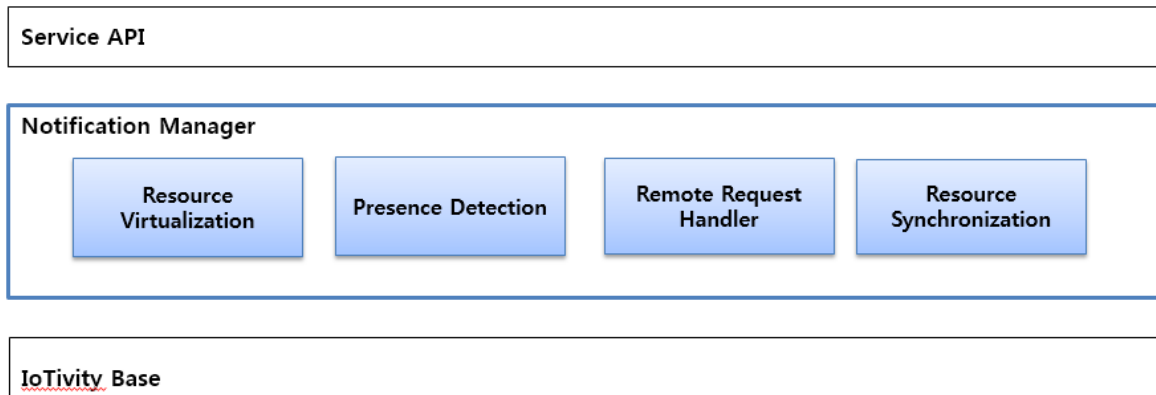 Service API
Notification Manager
Resource
Virtualization
Presence Detection
Remote Request
Handler
Resource
Synchronization
IoTivity Base